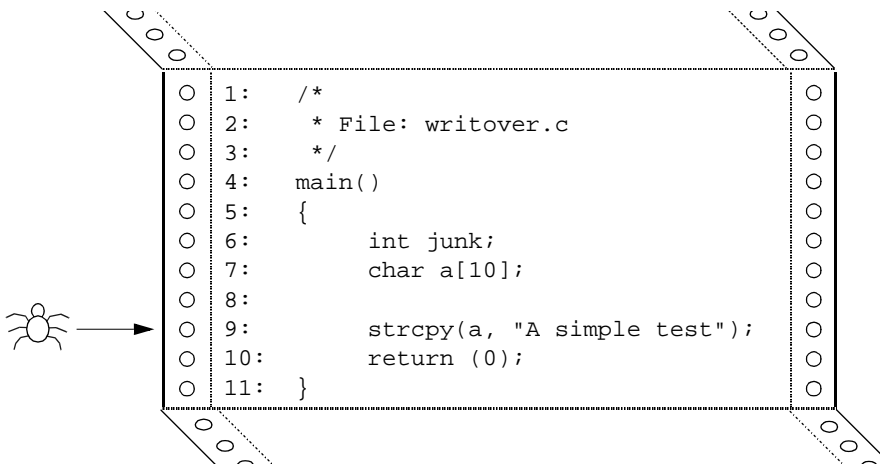 1: /*
2: * File: writover.c
3: */
4: main()
5: {
6: int junk;
7: char a[10];
8:
9: strcpy(a, "A simple test");
10: return (0);
11: }